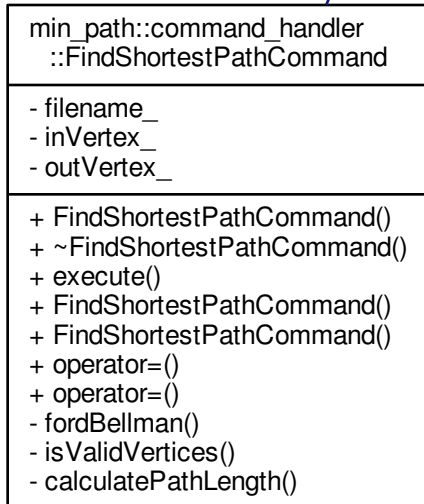 min_path::command_handler
::FindShortestPathCommand
- filename_
- inVertex_
- outVertex_
+ FindShortestPathCommand()
+ ~FindShortestPathCommand()
+ execute()
+ FindShortestPathCommand()
+ FindShortestPathCommand()
+ operator=()
+ operator=()
- fordBellman()
- isValidVertices()
- calculatePathLength()